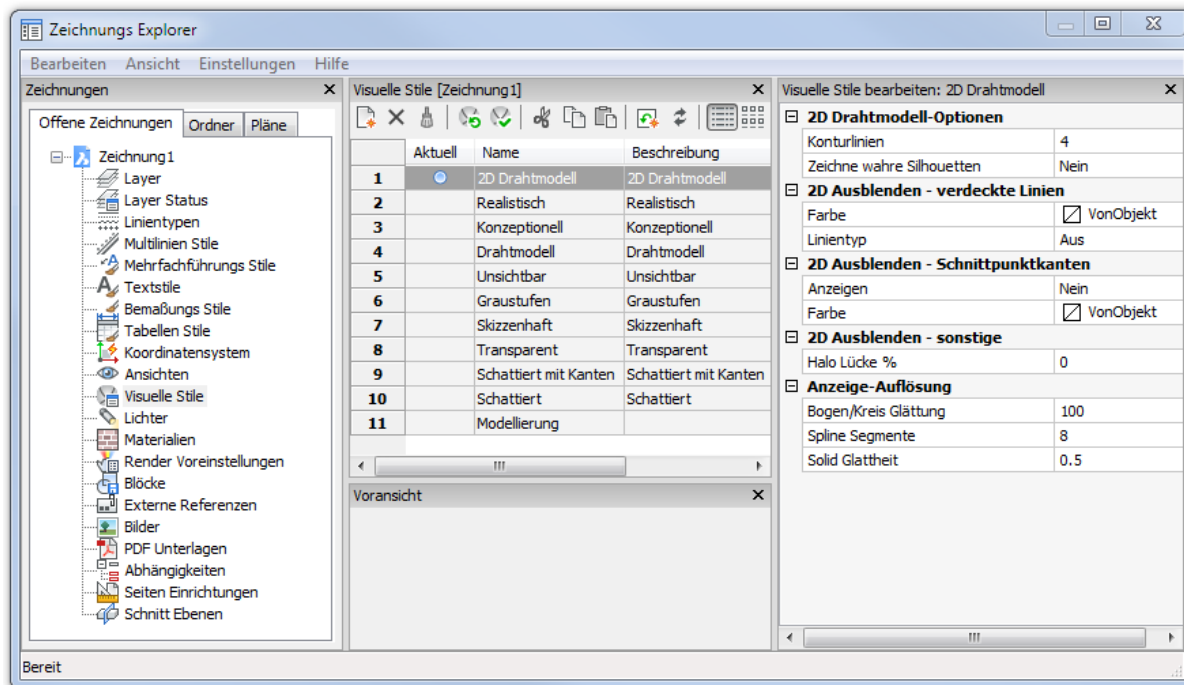 Zeichnungs Explorer
Bearbeiten Ansicht Einstellungen Hilfe
Zeichnungen
Offene Zeichnungen Ordner Pläne
Zeichnung1
Layer
Layer Status
Linientypen
Multilinien Stile
Mehrfachführungs Stile
Textstile
Bemaßungs Stile
Tabellen Stile
Koordinatensystem
Ansichten
Visuelle Stile
Lichter
Materialien
Render Voreinstellungen
Blöcke
Externe Referenzen
Bilder
PDF Unterlagen
Abhängigkeiten
Seiten Einrichtungen
Schnitt Ebenen
Visuelle Stile [Zeichnung1]
Aktuell Name Beschreibung
1 2D Drahtmodell 2D Drahtmodell
2 Realistisch Realistisch
3 Konzeptionell Konzeptionell
4 Drahtmodell Drahtmodell
5 Unsichtbar Unsichtbar
6 Graustufen Graustufen
7 Skizzenhaft Skizzenhaft
8 Transparent Transparent
9 Schattiert mit Kanten Schattiert mit Kanten
10 Schattiert Schattiert
11 Modellierung
Voransicht
Visuelle Stile bearbeiten: 2D Drahtmodell
2D Drahtmodell-Optionen
Konturlinien 4
Zeichne wahre Silhouetten Nein
2D Ausblenden - verdeckte Linien
Farbe VonObjekt
Linientyp Aus
2D Ausblenden - Schnittpunktkanten
Anzeigen Nein
Farbe VonObjekt
2D Ausblenden - sonstige
Halo Lücke % 0
Anzeige-Auflösung
Bogen/Kreis Glättung 100
Spline Segmente 8
Solid Glattheit 0.5
Bereit